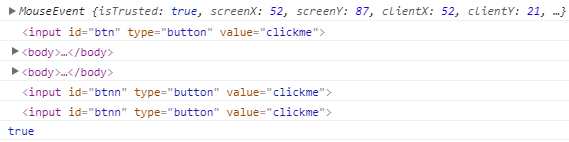 MouseEvent {isTrusted: true, screenX: 52, screenY: 87, clientX: 52, clientY: 21, …}
<input id="btn" type="button" value="clickme">
<body>…</body>
<body>…</body>
<input id="btnn" type="button" value="clickme">
<input id="btnn" type="button" value="clickme">
true